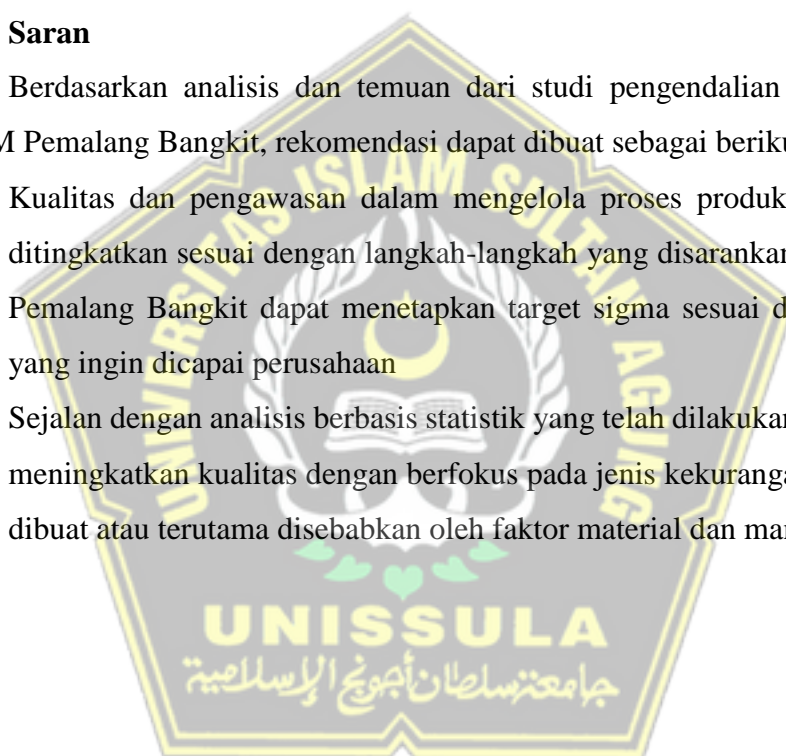 Saran
Berdasarkan analisis dan temuan dari studi pengendalian
M Pemalang Bangkit, rekomendasi dapat dibuat sebagai beriku
Kualitas dan pengawasan dalam mengelola proses produk
ditingkatkan sesuai dengan langkah-langkah yang disarankan
Pemalang Bangkit dapat menetapkan target sigma sesuai d
yang ingin dicapai perusahaan
Sejalan dengan analisis berbasis statistik yang telah dilakukan
meningkatkan kualitas dengan berfokus pada jenis kekuranga
dibuat atau terutama disebabkan oleh faktor material dan ma
UNIVERSITAS ISLAM SULTAN AGUNG
UNISSULA
جامعة سلطان أجونج الإسلامية